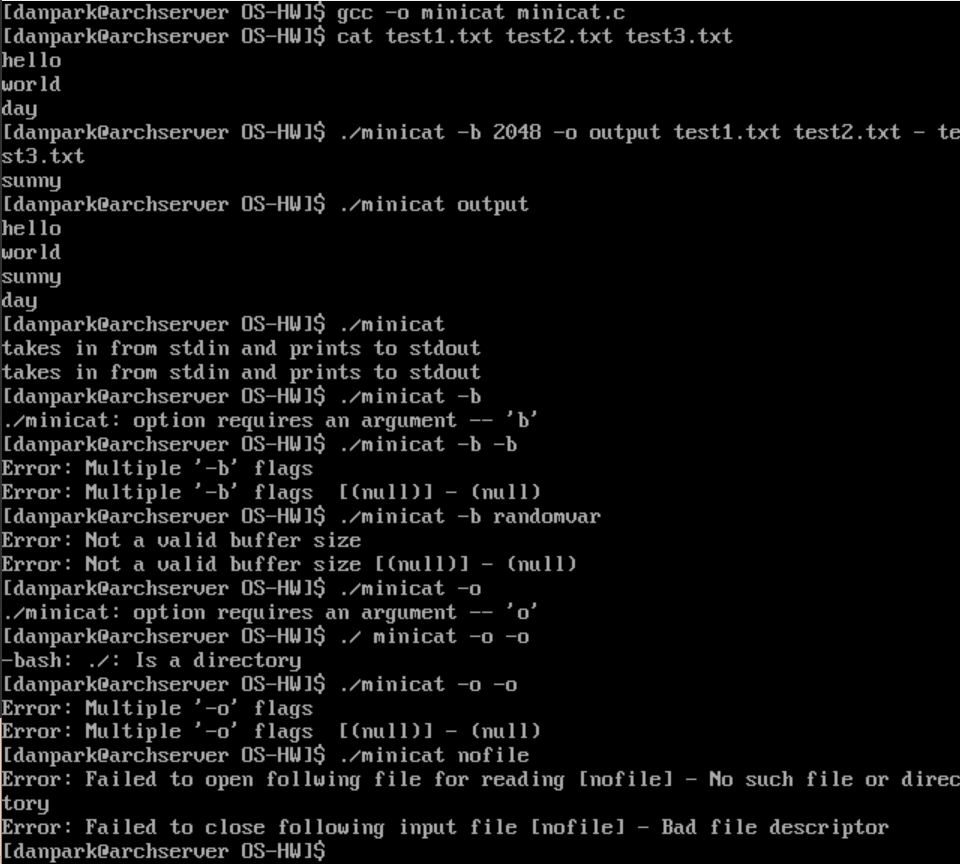 [danpark@archserver OS-HW]$ gcc -o minicat minicat.c
[danpark@archserver OS-HW]$ cat test1.txt test2.txt test3.txt
hello
world
day
[danpark@archserver OS-HW]$ ./minicat -b 2048 -o output test1.txt test2.txt - te
st3.txt
sunny
[danpark@archserver OS-HW]$ ./minicat output
hello
world
sunny
day
[danpark@archserver OS-HW]$ ./minicat
takes in from stdin and prints to stdout
takes in from stdin and prints to stdout
[danpark@archserver OS-HW]$ ./minicat -b
./minicat: option requires an argument -- 'b'
[danpark@archserver OS-HW]$ ./minicat -b -b
Error: Multiple '-b' flags
Error: Multiple '-b' flags  [(null)] - (null)
[danpark@archserver OS-HW]$ ./minicat -b randomvar
Error: Not a valid buffer size
Error: Not a valid buffer size [(null)] - (null)
[danpark@archserver OS-HW]$ ./minicat -o
./minicat: option requires an argument -- 'o'
[danpark@archserver OS-HW]$ ./ minicat -o -o
-bash: ./: Is a directory
[danpark@archserver OS-HW]$ ./minicat -o -o
Error: Multiple '-o' flags
Error: Multiple '-o' flags  [(null)] - (null)
[danpark@archserver OS-HW]$ ./minicat nofile
Error: Failed to open follwing file for reading [nofile] - No such file or direc
tory
Error: Failed to close following input file [nofile] - Bad file descriptor
[danpark@archserver OS-HW]$